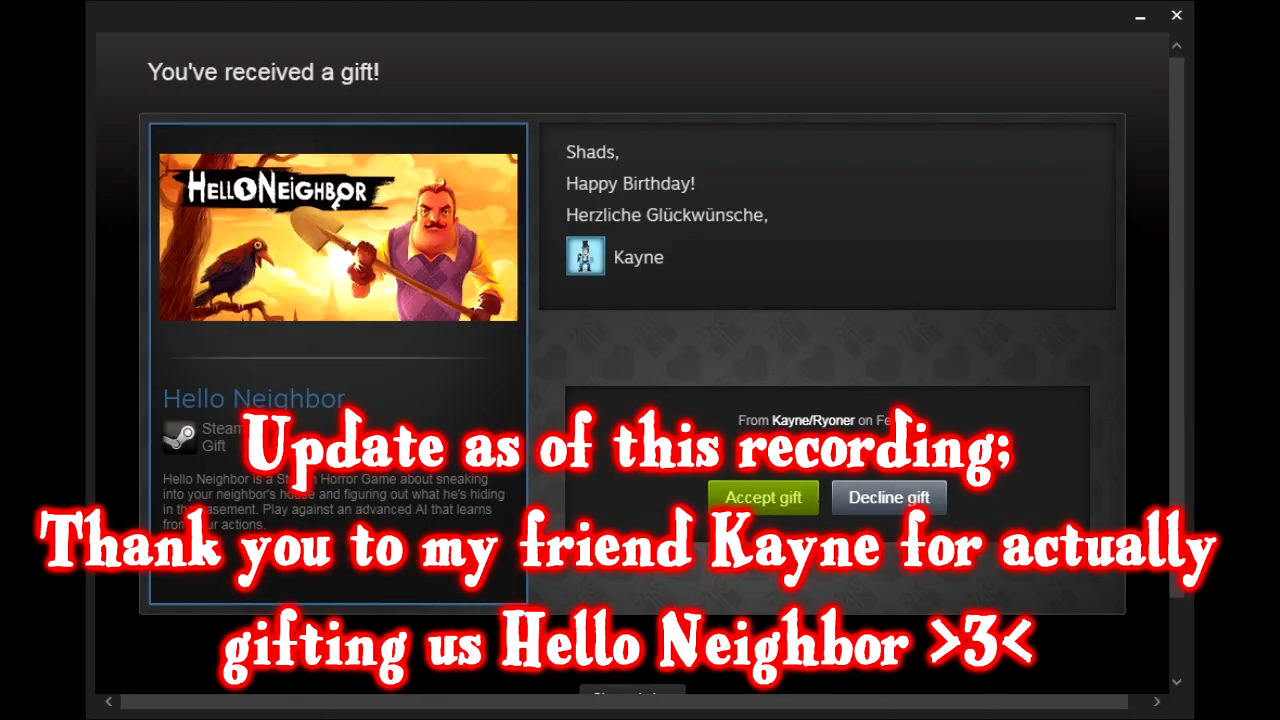 You've received a gift!
HELLO NEIGHBOR
Shads,
Happy Birthday!
Herzliche Glückwünsche,
Kayne
Hello Neighbor
Steam
Gift
Hello Neighbor is a Stealth Horror Game about sneaking
into your neighbor's house and figuring out what he's hiding
in the basement. Play against an advanced AI that learns
from your actions.
From Kayne/Ryoner on
Accept gift
Decline gift
Update as of this recording;
Thank you to my friend Kayne for actually
gifting us Hello Neighbor >3<